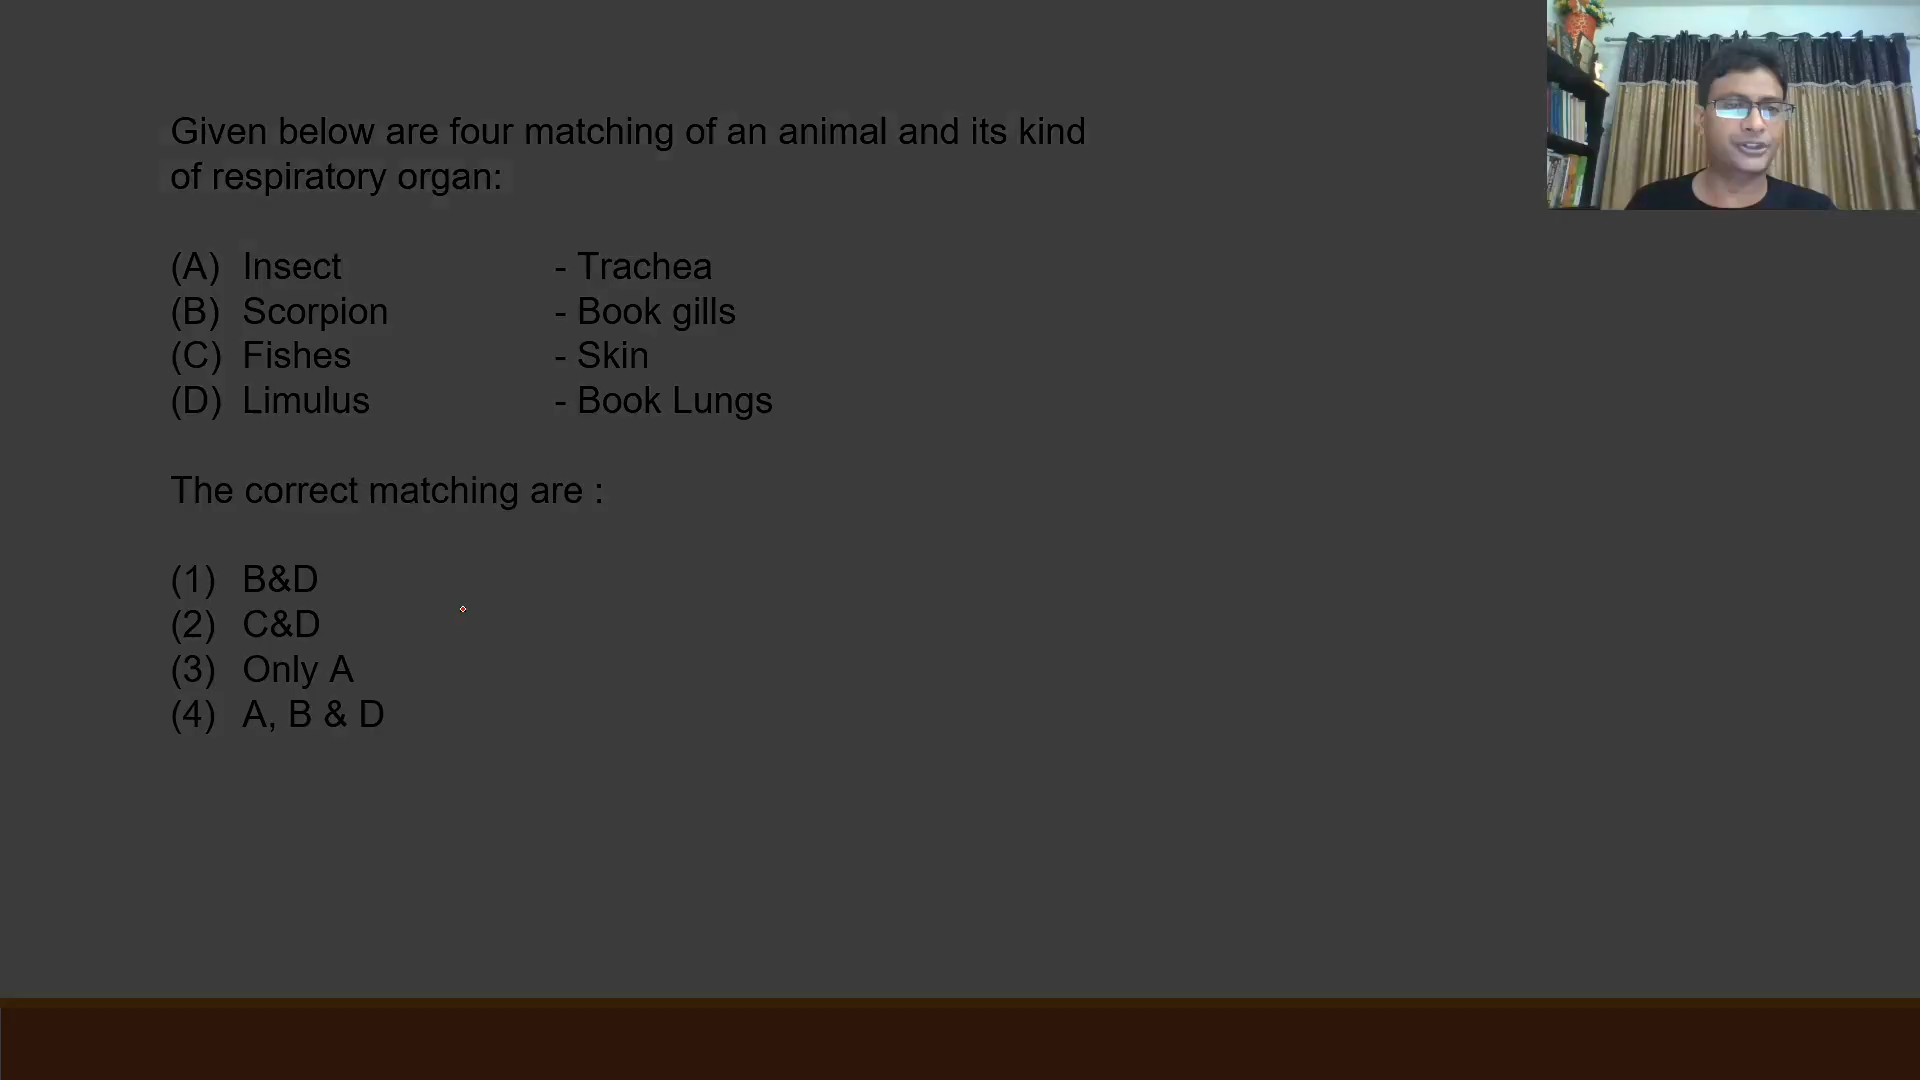 Given below are four matching of an animal and its kind
of respiratory organ:
(A) Insect - Trachea
(B) Scorpion - Book gills
(C) Fishes - Skin
(D) Limulus - Book Lungs
The correct matching are :
(1) B&D
(2) C&D
(3) Only A
(4) A, B & D